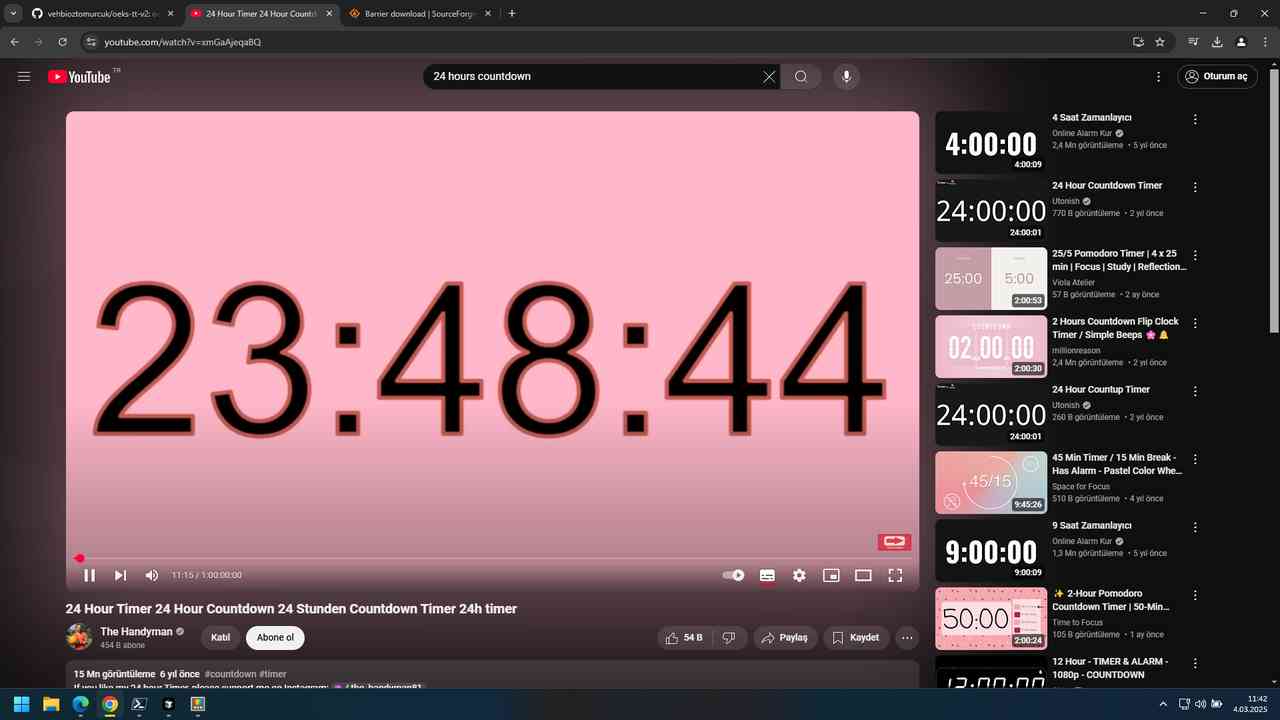 vehbioztomurcuk/oeks-tt-v2:
24 Hour Timer 24 Hour Countd
Barrier download | SourceForg
youtube.com/watch?v=xmGaAjeqaBQ
YouTube TR
24 hours countdown
Oturum aç
23:48:44
11:15 / 1:00:00:00
24 Hour Timer 24 Hour Countdown 24 Stunden Countdown Timer 24h timer
The Handyman
454 B abone
Katıl
Abone ol
54 B
Paylaş
Kaydet
15 Mn görüntüleme 6 yıl önce #countdown #timer
If you like my 24 hour Timer, please support me on Instagram: / the_handyman81
4:00:00
4:00:09
4 Saat Zamanlayıcı
Online Alarm Kur
2,4 Mn görüntüleme • 5 yıl önce
24:00:00
24:00:01
24 Hour Countdown Timer
Utonish
770 B görüntüleme • 2 yıl önce
25:00 5:00
2:00:53
25/5 Pomodoro Timer | 4 x 25
min | Focus | Study | Reflection...
Viola Atelier
57 B görüntüleme • 2 ay önce
COUNTDOWN
02:00:00
2:00:30
2 Hours Countdown Flip Clock
Timer / Simple Beeps 🌸 🔔
millionreason
2,4 Mn görüntüleme • 2 yıl önce
24:00:00
24:00:01
24 Hour Countup Timer
Utonish
260 B görüntüleme • 2 yıl önce
45/15
9:45:26
45 Min Timer / 15 Min Break -
Has Alarm - Pastel Color Whe...
Space for Focus
510 B görüntüleme • 4 yıl önce
9:00:00
9:00:09
9 Saat Zamanlayıcı
Online Alarm Kur
1,3 Mn görüntüleme • 5 yıl önce
50:00
2:00:24
✨ 2-Hour Pomodoro
Countdown Timer | 50-Min...
Time to Focus
105 B görüntüleme • 1 ay önce
12:00:00
12 Hour - TIMER & ALARM -
1080p - COUNTDOWN
11:42
4.03.2025